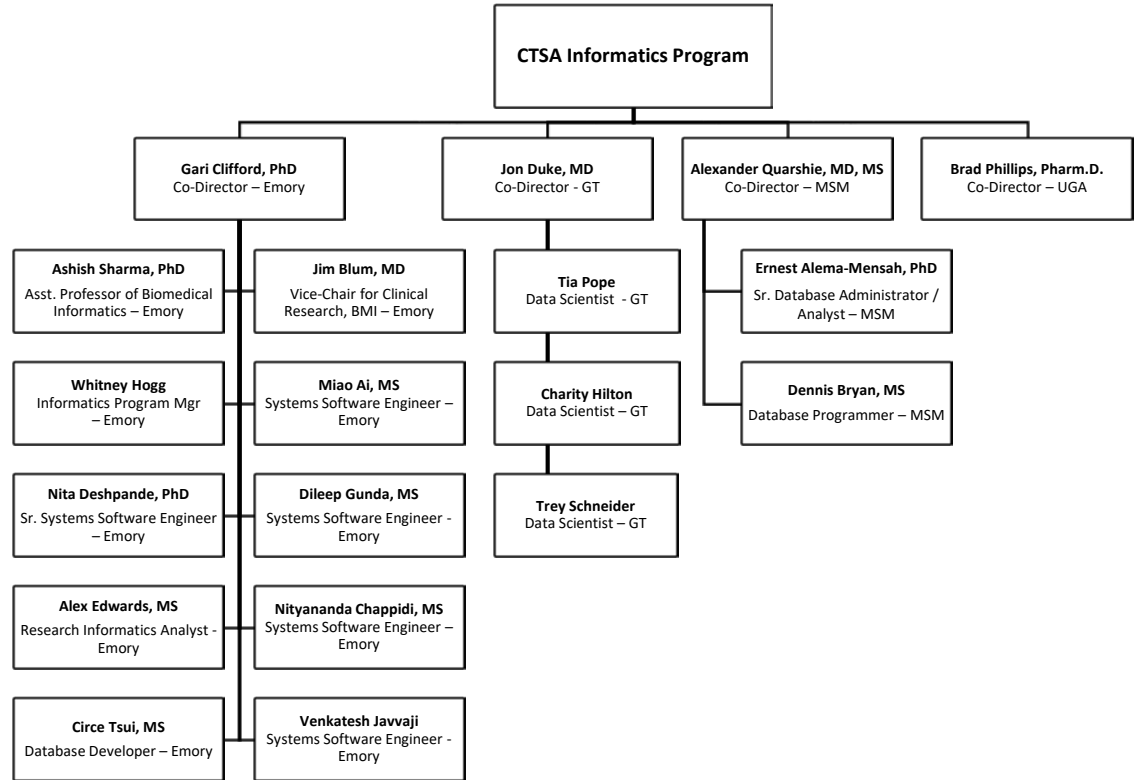 CTSA Informatics Program
Gari Clifford, PhD
Co-Director – Emory
Jon Duke, MD
Co-Director - GT
Alexander Quarshie, MD, MS
Co-Director – MSM
Brad Phillips, Pharm.D.
Co-Director – UGA
Ashish Sharma, PhD
Asst. Professor of Biomedical
Informatics – Emory
Jim Blum, MD
Vice-Chair for Clinical
Research, BMI – Emory
Tia Pope
Data Scientist  - GT
Ernest Alema-Mensah, PhD
Sr. Database Administrator /
Analyst – MSM
Whitney Hogg
Informatics Program Mgr
– Emory
Miao Ai, MS
Systems Software Engineer –
Emory
Charity Hilton
Data Scientist – GT
Dennis Bryan, MS
Database Programmer – MSM
Nita Deshpande, PhD
Sr. Systems Software Engineer
– Emory
Dileep Gunda, MS
Systems Software Engineer -
Emory
Trey Schneider
Data Scientist – GT
Alex Edwards, MS
Research Informatics Analyst -
Emory
Nityananda Chappidi, MS
Systems Software Engineer –
Emory
Circe Tsui, MS
Database Developer – Emory
Venkatesh Javvaji
Systems Software Engineer -
Emory